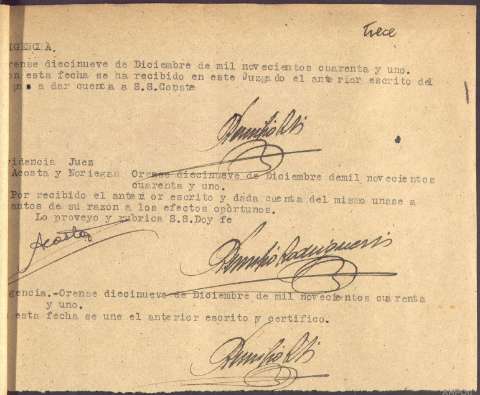 Trece
IGENCIA.
rense diecinueve de Diciembre de mil novecientos cuarenta y uno.
on esta fecha se ha recibido en este Juzgado el anterior escrito del
a dar cuenta a S.S.Conste
videncia Juez
Acosta y Noriegan Orense diecinueve de Diciembre demil novecientos
cuarenta y uno.
Por recibido el anterior escrito y dada cuenta del mismo unase a
antos de su razon a los efectos oportunos.
Lo proveyo y rubrica S.S.Doy fe
Acosta
gencia.-Orense diecinueve de Diciembre de mil novecientos cuarenta
y uno.
esta fecha se une el anterior escrito y certifico.